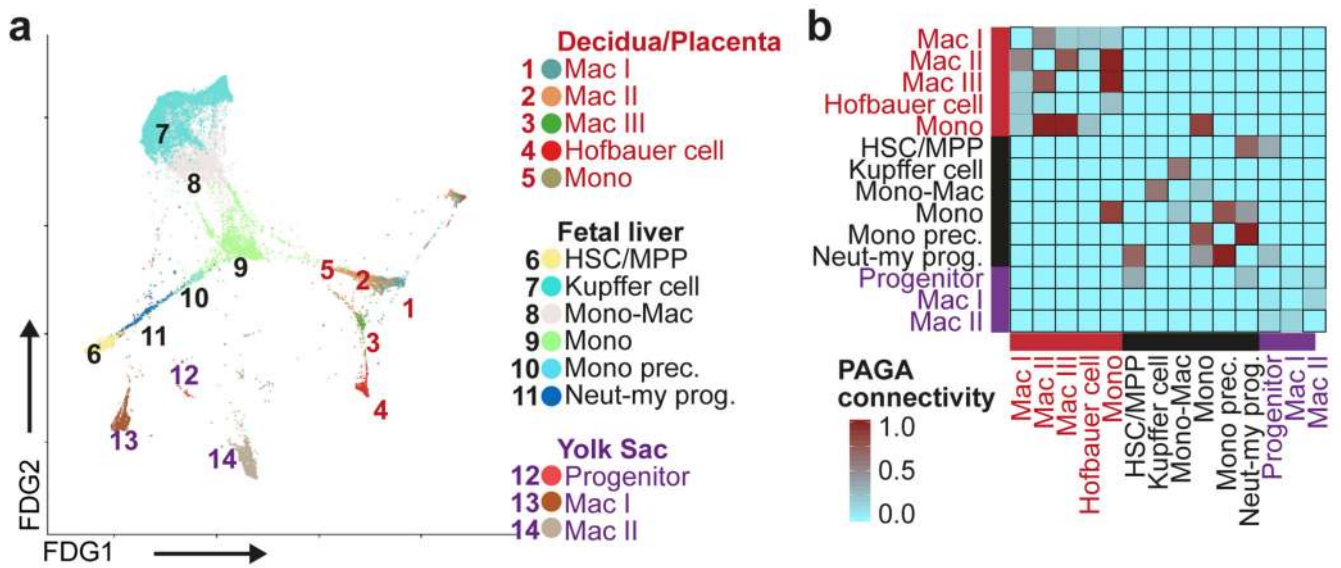 a
Decidua/Placenta
1 Mac I
2 Mac II
3 Mac III
4 Hofbauer cell
5 Mono
Fetal liver
6 HSC/MPP
7 Kupffer cell
8 Mono-Mac
9 Mono
10 Mono prec.
11 Neut-my prog.
Yolk Sac
12 Progenitor
13 Mac I
14 Mac II
7
8
9
10
11
6
12
13
14
5
2
1
3
4
FDG2
FDG1
b
Mac I
Mac II
Mac III
Hofbauer cell
Mono
HSC/MPP
Kupffer cell
Mono-Mac
Mono
Mono prec.
Neut-my prog.
Progenitor
Mac I
Mac II
Mac I
Mac II
Mac III
Hofbauer cell
Mono
HSC/MPP
Kupffer cell
Mono-Mac
Mono
Mono prec.
Neut-my prog.
Progenitor
Mac I
Mac II
PAGA
connectivity
1.0
0.5
0.0